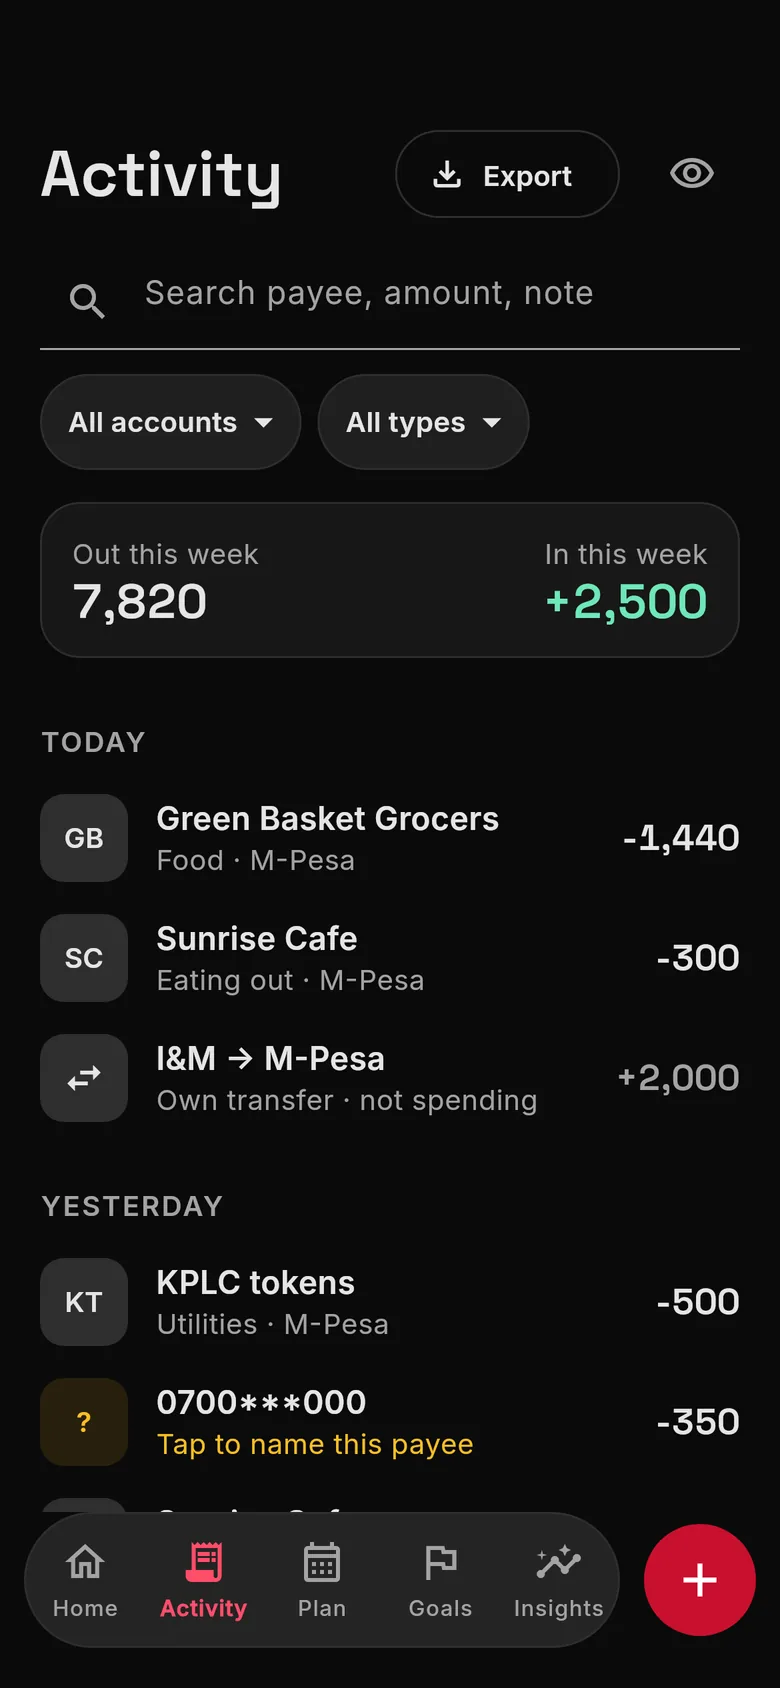 Activity
Export
Search payee, amount, note
All accounts
All types
Out this week
7,820
In this week
+2,500
TODAY
GB
Green Basket Grocers
Food · M-Pesa
-1,440
SC
Sunrise Cafe
Eating out · M-Pesa
-300
I&M → M-Pesa
Own transfer · not spending
+2,000
YESTERDAY
KT
KPLC tokens
Utilities · M-Pesa
-500
?
0700***000
Tap to name this payee
-350
Home
Activity
Plan
Goals
Insights